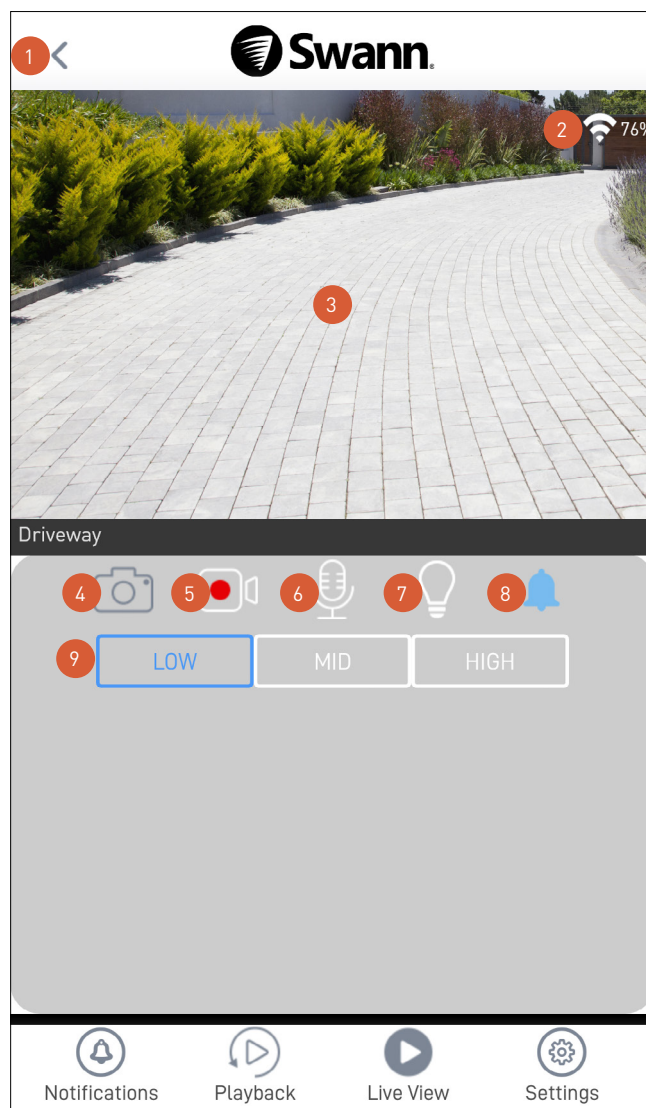 1
Swann®
2 76%
3
Driveway
4 5 6 7 8
9 LOW MID HIGH
Notifications Playback Live View Settings